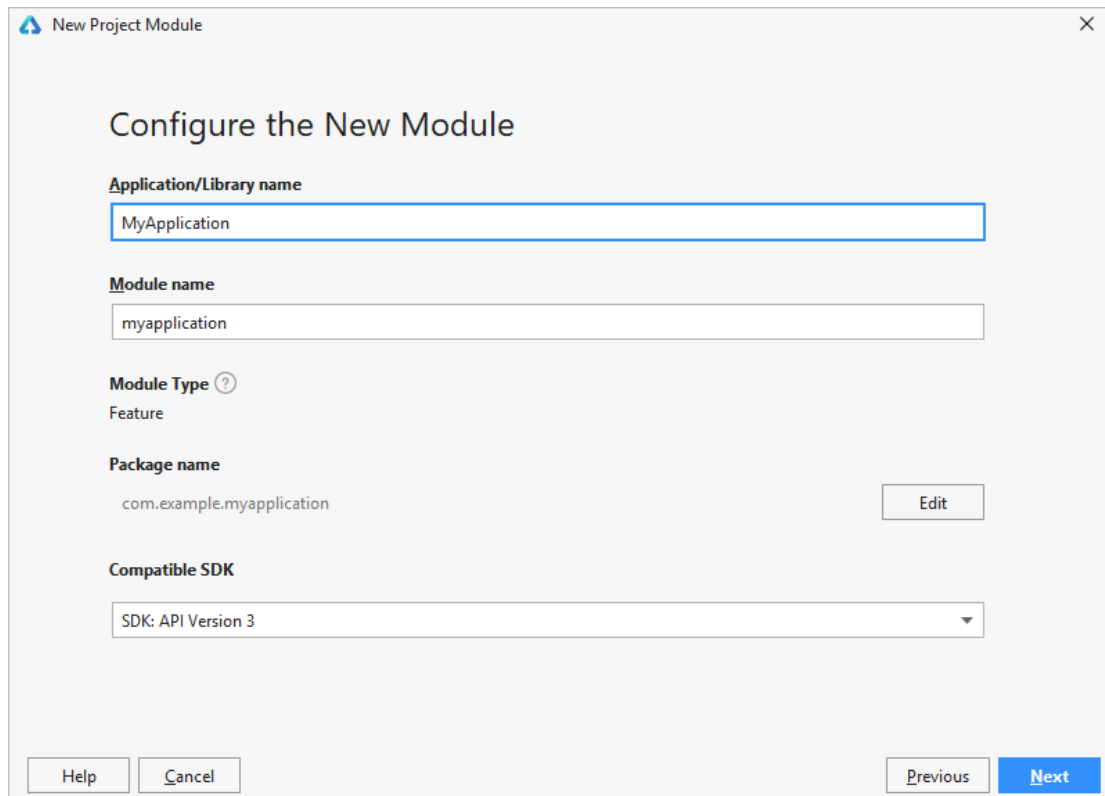 New Project Module
Configure the New Module
Application/Library name
MyApplication
Module name
myapplication
Module Type ?
Feature
Package name
com.example.myapplication Edit
Compatible SDK
SDK: API Version 3
Help Cancel Previous Next